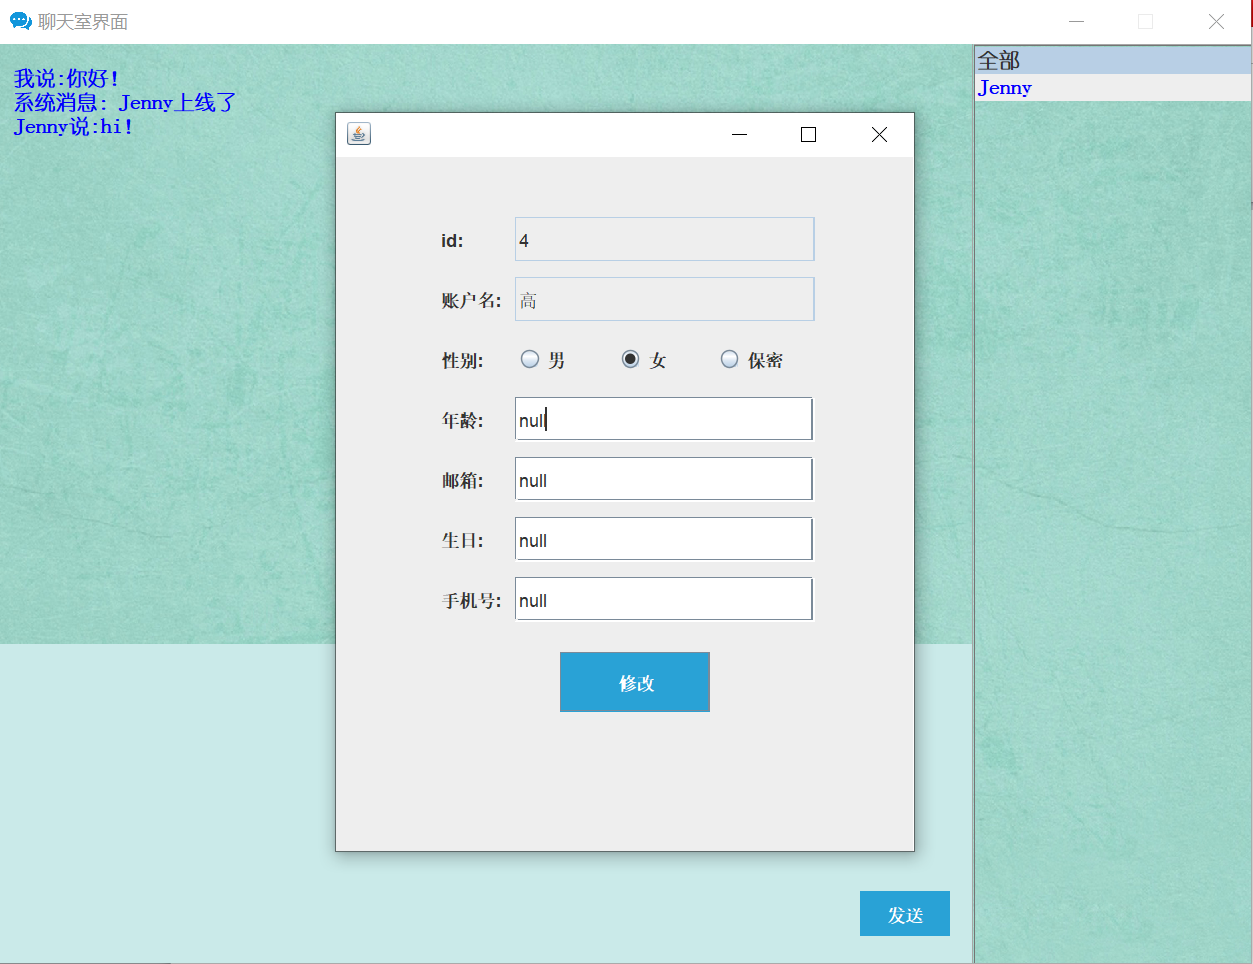 聊天室界面
我说:你好!
系统消息: Jenny上线了
Jenny说:hi!
全部
Jenny
id: 4
账户名: 高
性别: 男 女 保密
年龄: null
邮箱: null
生日: null
手机号: null
修改
发送